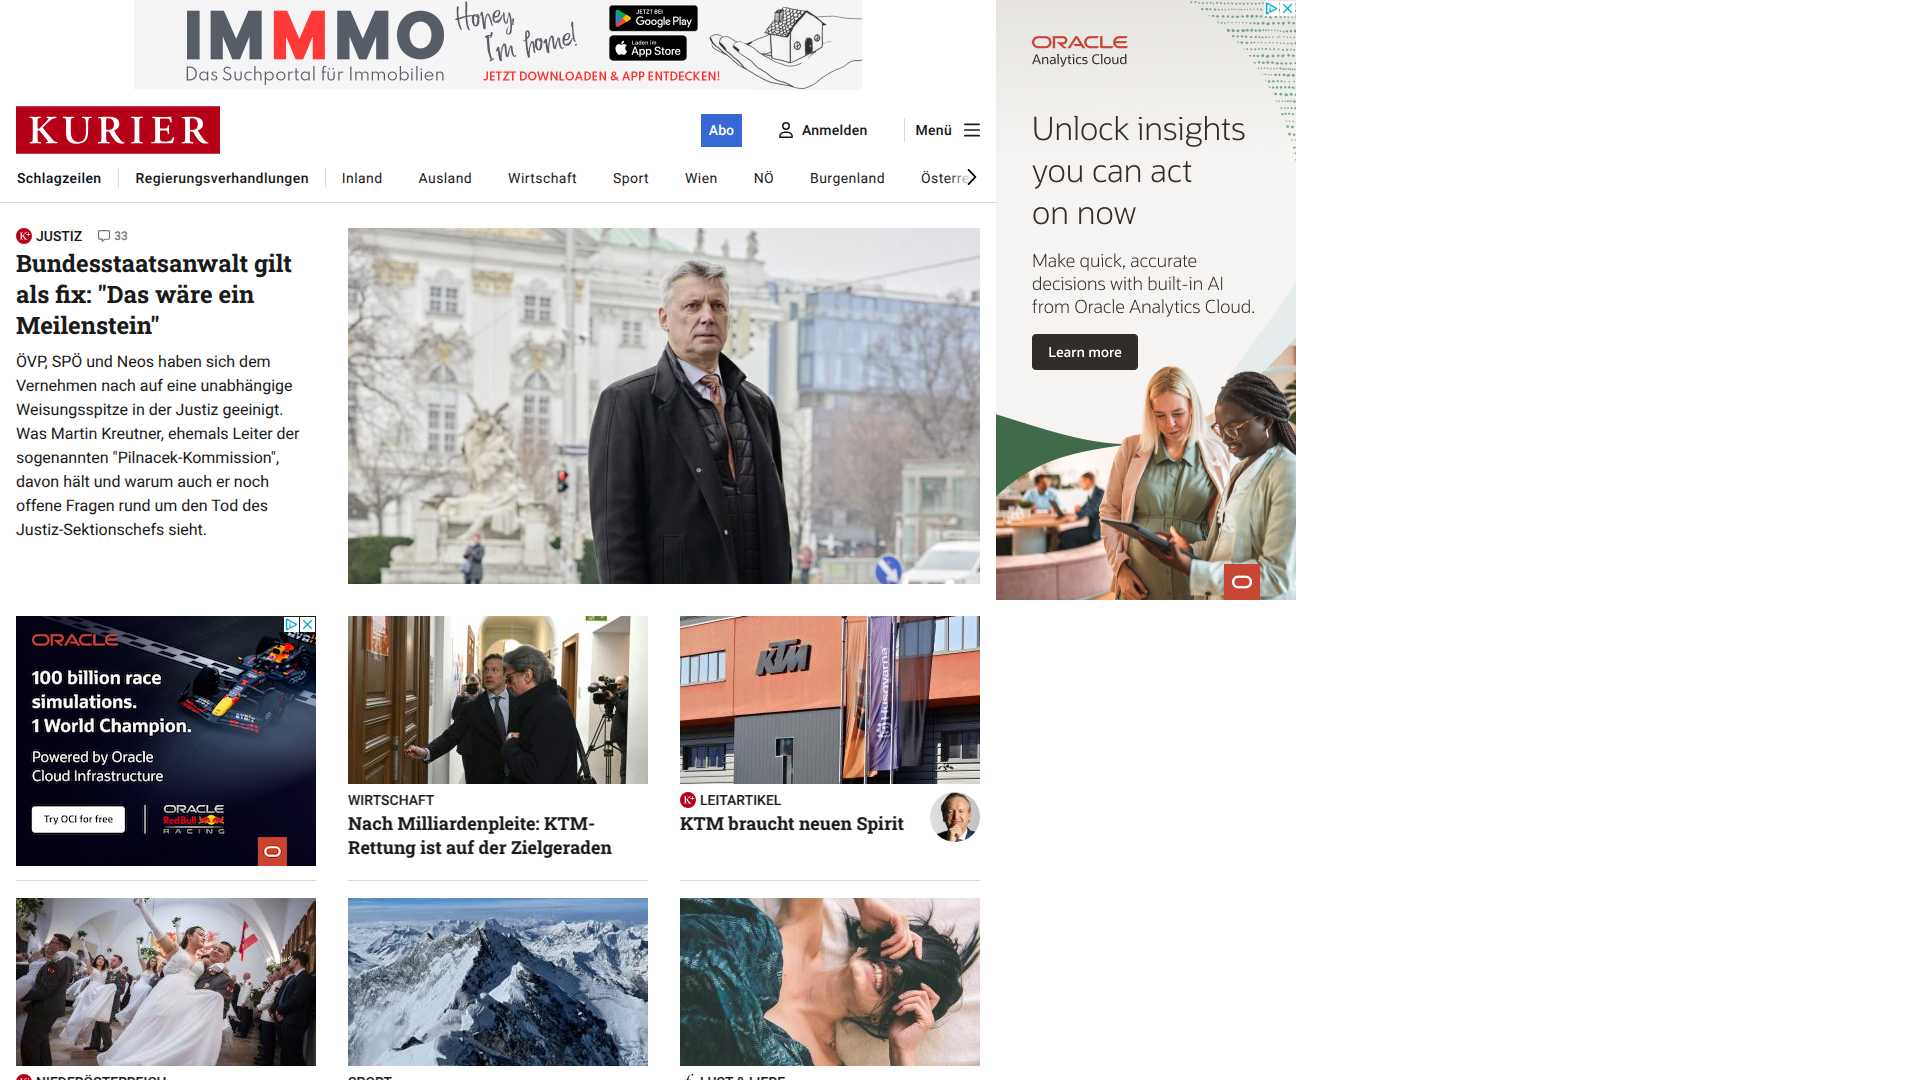 IMMMO
Das Suchportal für Immobilien
Honey,
I'm home!
JETZT BEI
Google Play
Laden im
App Store
JETZT DOWNLOADEN & APP ENTDECKEN!
KURIER
Abo
Anmelden
Menü
Schlagzeilen
Regierungsverhandlungen
Inland
Ausland
Wirtschaft
Sport
Wien
NÖ
Burgenland
Österre
JUSTIZ
33
Bundesstaatsanwalt gilt
als fix: "Das wäre ein
Meilenstein"
ÖVP, SPÖ und Neos haben sich dem
Vernehmen nach auf eine unabhängige
Weisungsspitze in der Justiz geeinigt.
Was Martin Kreutner, ehemals Leiter der
sogenannten "Pilnacek-Kommission",
davon hält und warum auch er noch
offene Fragen rund um den Tod des
Justiz-Sektionschefs sieht.
ORACLE
Analytics Cloud
Unlock insights
you can act
on now
Make quick, accurate
decisions with built-in AI
from Oracle Analytics Cloud.
Learn more
ORACLE
100 billion race
simulations.
1 World Champion.
Powered by Oracle
Cloud Infrastructure
Try OCI for free
ORACLE
Red Bull
RACING
WIRTSCHAFT
Nach Milliardenpleite: KTM-
Rettung ist auf der Zielgeraden
KTM
Husqvarna
LEITARTIKEL
KTM braucht neuen Spirit
NIEDERÖSTERREICH
SPORT
LUST & LIEBE